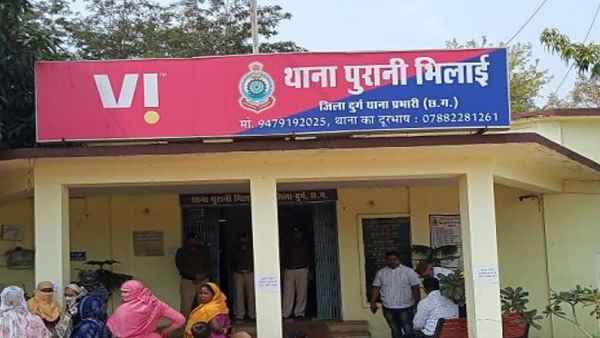 VI!
थाना पुरानी भिलाई
जिला दुर्ग थाना प्रभारी (छ.ग.)
मो. 9479192025, थाना का दूरभाष : 07882281261
थाना पुरानी भिलाई जिला-दुर्ग, छ.ग.